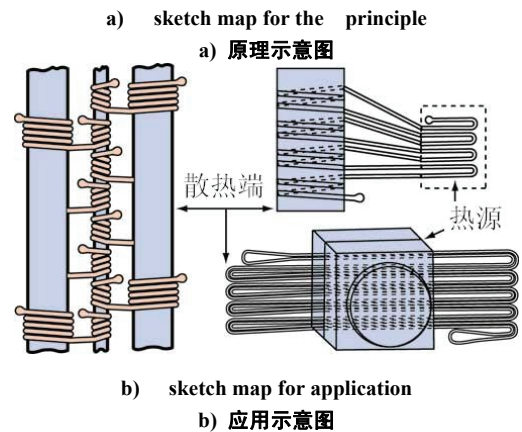 a) sketch map for the principle
a) 原理示意图
散热端
热源
b) sketch map for application
b) 应用示意图